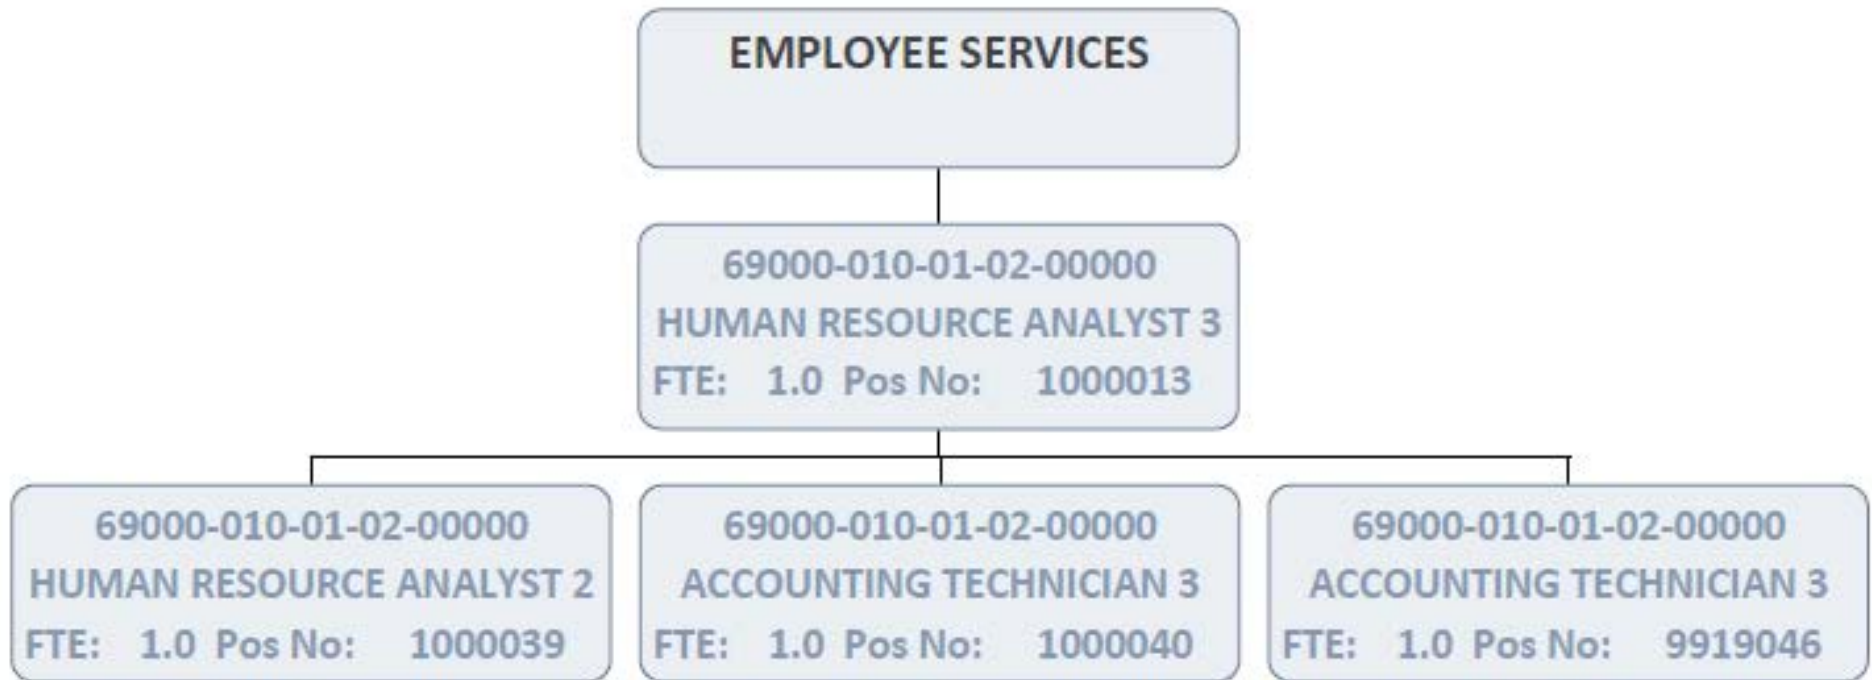 EMPLOYEE SERVICES
69000-010-01-02-00000
HUMAN RESOURCE ANALYST 3
FTE: 1.0 Pos No: 1000013
69000-010-01-02-00000
HUMAN RESOURCE ANALYST 2
FTE: 1.0 Pos No: 1000039
69000-010-01-02-00000
ACCOUNTING TECHNICIAN 3
FTE: 1.0 Pos No: 1000040
69000-010-01-02-00000
ACCOUNTING TECHNICIAN 3
FTE: 1.0 Pos No: 9919046